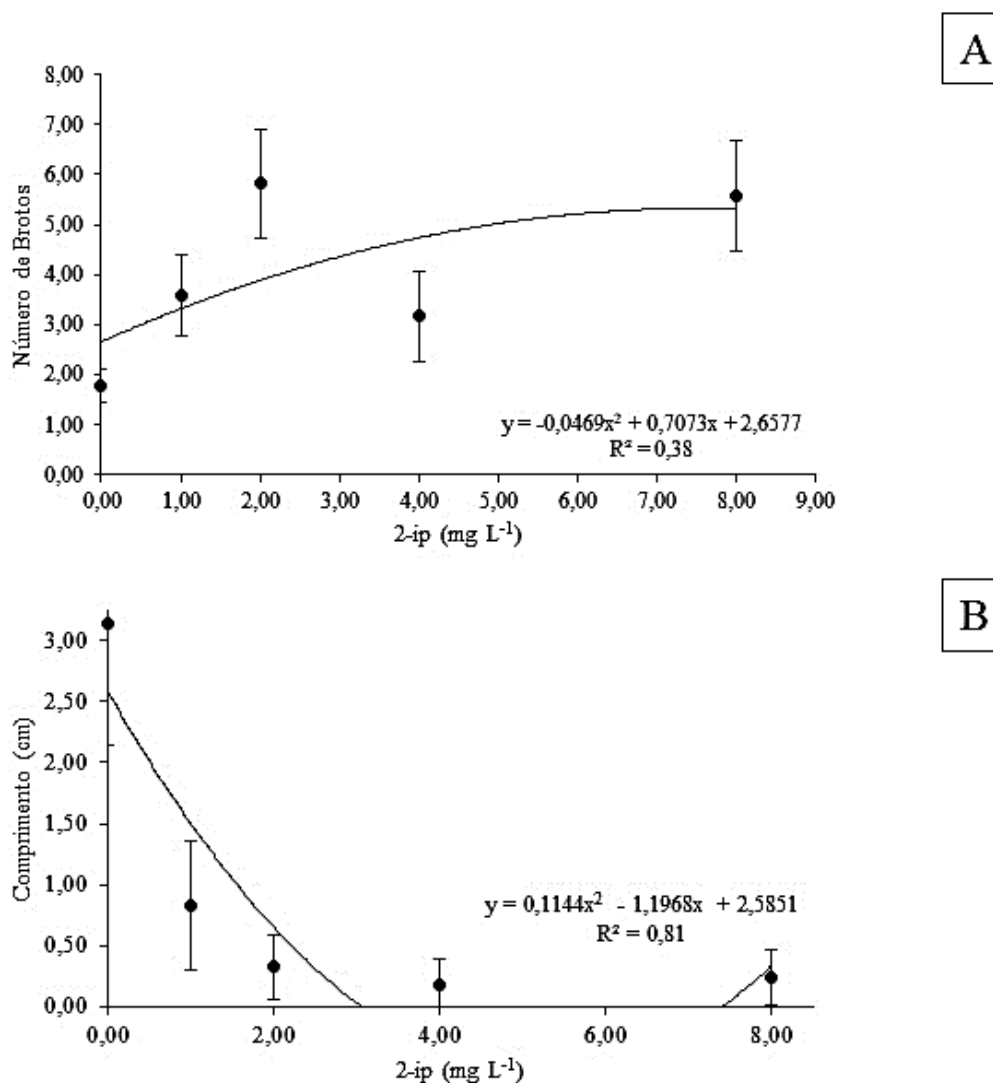 A
8,00
7,00
6,00
5,00
4,00
3,00
2,00
1,00
0,00
Número de Brotos
y = -0,0469x² + 0,7073x + 2,6577
R² = 0,38
0,00 1,00 2,00 3,00 4,00 5,00 6,00 7,00 8,00 9,00
2-ip (mg L⁻¹)
B
3,00
2,50
2,00
1,50
1,00
0,50
0,00
Comprimento (cm)
y = 0,1144x² - 1,1968x + 2,5851
R² = 0,81
0,00 2,00 4,00 6,00 8,00
2-ip (mg L⁻¹)